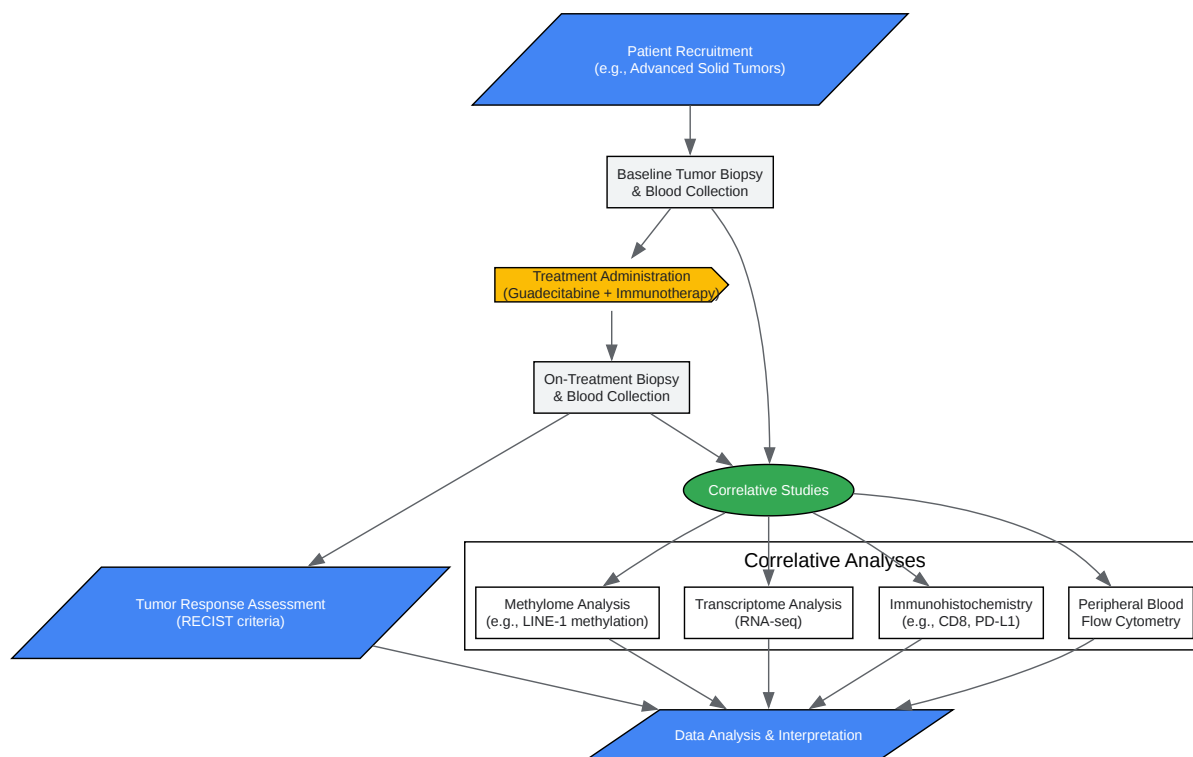 Patient Recruitment
(e.g., Advanced Solid Tumors)
Baseline Tumor Biopsy
& Blood Collection
Treatment Administration
(Guadecitabine + Immunotherapy)
On-Treatment Biopsy
& Blood Collection
Correlative Studies
Correlative Analyses
Tumor Response Assessment
(RECIST criteria)
Methylome Analysis
(e.g., LINE-1 methylation)
Transcriptome Analysis
(RNA-seq)
Immunohistochemistry
(e.g., CD8, PD-L1)
Peripheral Blood
Flow Cytometry
Data Analysis & Interpretation